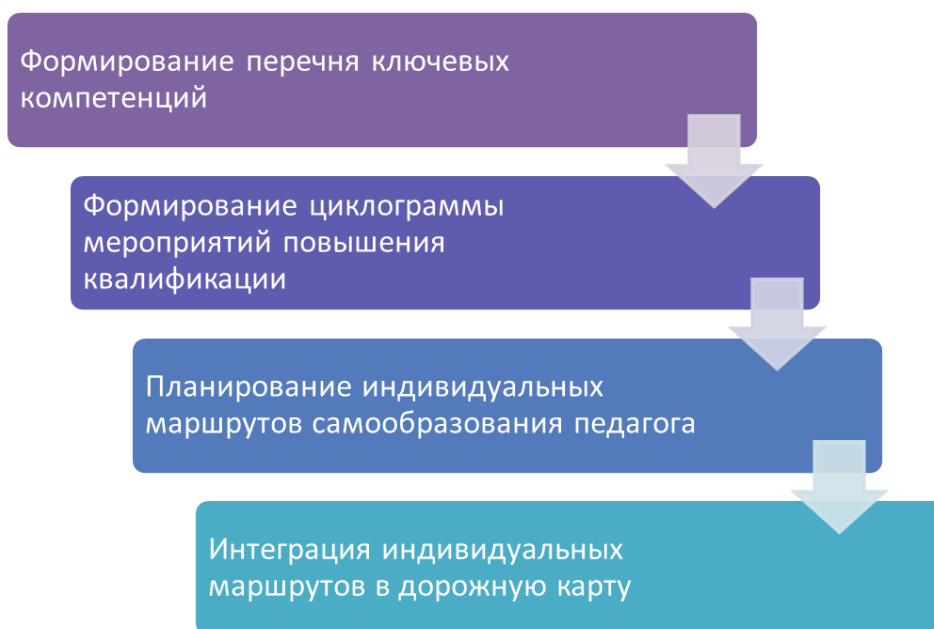 Формирование перечня ключевых
компетенций
Формирование циклограммы
мероприятий повышения
квалификации
Планирование индивидуальных
маршрутов самообразования педагога
Интеграция индивидуальных
маршрутов в дорожную карту